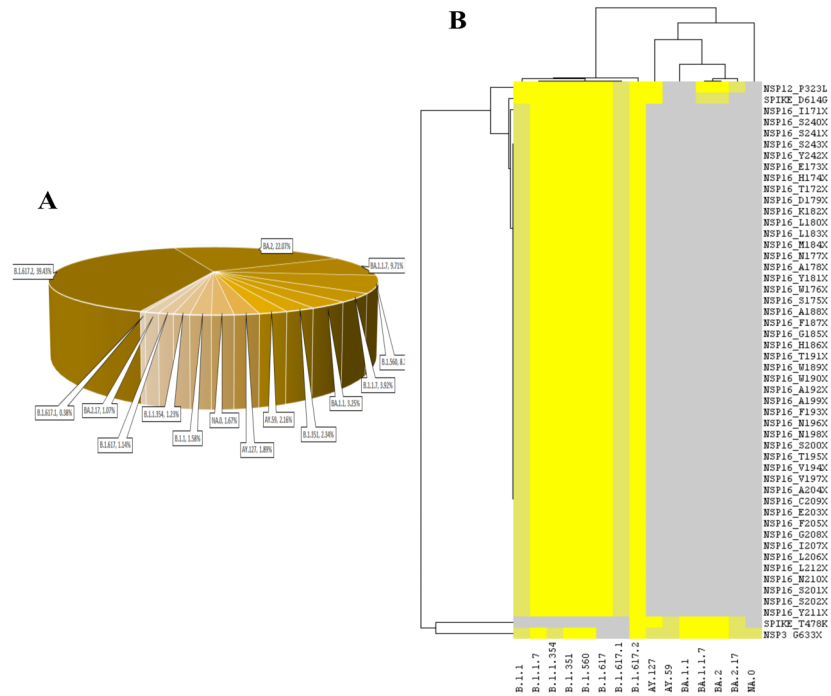 A
B.1.617.2, 39.43%
BA.2, 22.07%
BA.1.1.7, 9.71%
B.1.560, 8.
B.1.1.7, 3.92%
BA.1.1, 3.25%
B.1.351, 2.34%
AY.59, 2.16%
AY.127, 1.89%
NA.0, 1.67%
B.1.1, 1.58%
B.1.1.354, 1.23%
B.1.617, 1.14%
BA.2.17, 1.07%
B.1.617.1, 0.38%
B
NSP12_P323L
SPIKE_D614G
NSP16_I171X
NSP16_S240X
NSP16_S241X
NSP16_S243X
NSP16_Y242X
NSP16_E173X
NSP16_H174X
NSP16_T172X
NSP16_D179X
NSP16_K182X
NSP16_L180X
NSP16_L183X
NSP16_M184X
NSP16_N177X
NSP16_A178X
NSP16_Y181X
NSP16_W176X
NSP16_S175X
NSP16_A188X
NSP16_F187X
NSP16_G185X
NSP16_H186X
NSP16_T191X
NSP16_W189X
NSP16_W190X
NSP16_A192X
NSP16_A199X
NSP16_F193X
NSP16_N196X
NSP16_N198X
NSP16_S200X
NSP16_T195X
NSP16_V194X
NSP16_V197X
NSP16_A204X
NSP16_C209X
NSP16_E203X
NSP16_F205X
NSP16_G208X
NSP16_I207X
NSP16_L206X
NSP16_L212X
NSP16_N210X
NSP16_S201X
NSP16_S202X
NSP16_Y211X
SPIKE_T478K
NSP3_G633X
B.1.1
B.1.1.7
B.1.1.354
B.1.351
B.1.560
B.1.617
B.1.617.1
B.1.617.2
AY.127
AY.59
BA.1.1
BA.1.1.7
BA.2
BA.2.17
NA.0